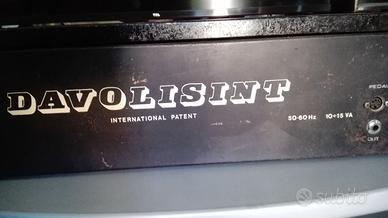 DAVOLISINT
INTERNATIONAL PATENT
50-60 Hz 10÷15 VA
PEDAL
OUT
subito